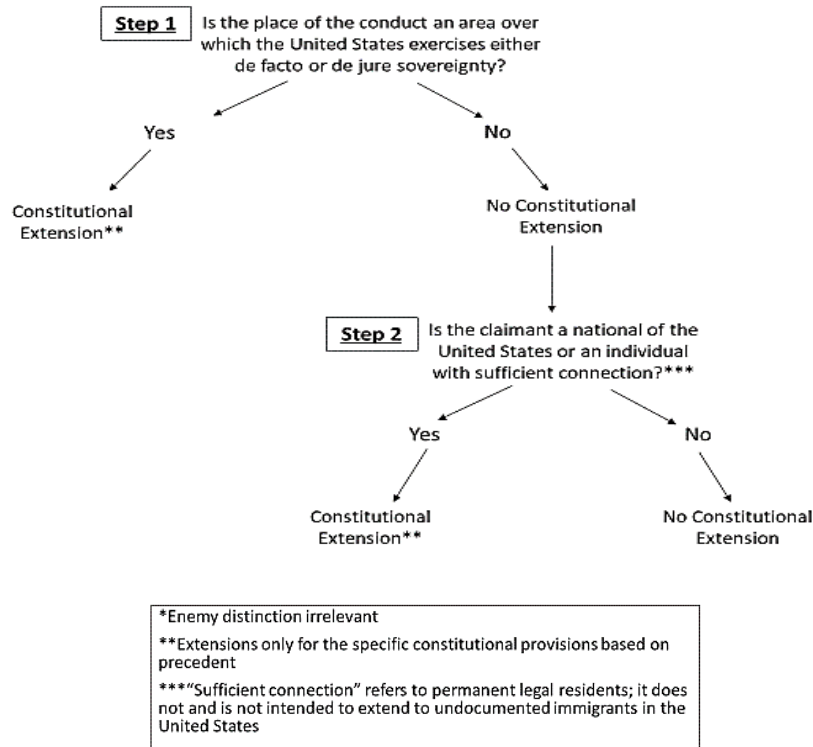 Step 1
Is the place of the conduct an area over
which the United States exercises either
de facto or de jure sovereignty?
Yes
No
Constitutional
Extension**
No Constitutional
Extension
Step 2
Is the claimant a national of the
United States or an individual
with sufficient connection?***
Yes
No
Constitutional
Extension**
No Constitutional
Extension
*Enemy distinction irrelevant
**Extensions only for the specific constitutional provisions based on
precedent
***“Sufficient connection” refers to permanent legal residents; it does
not and is not intended to extend to undocumented immigrants in the
United States